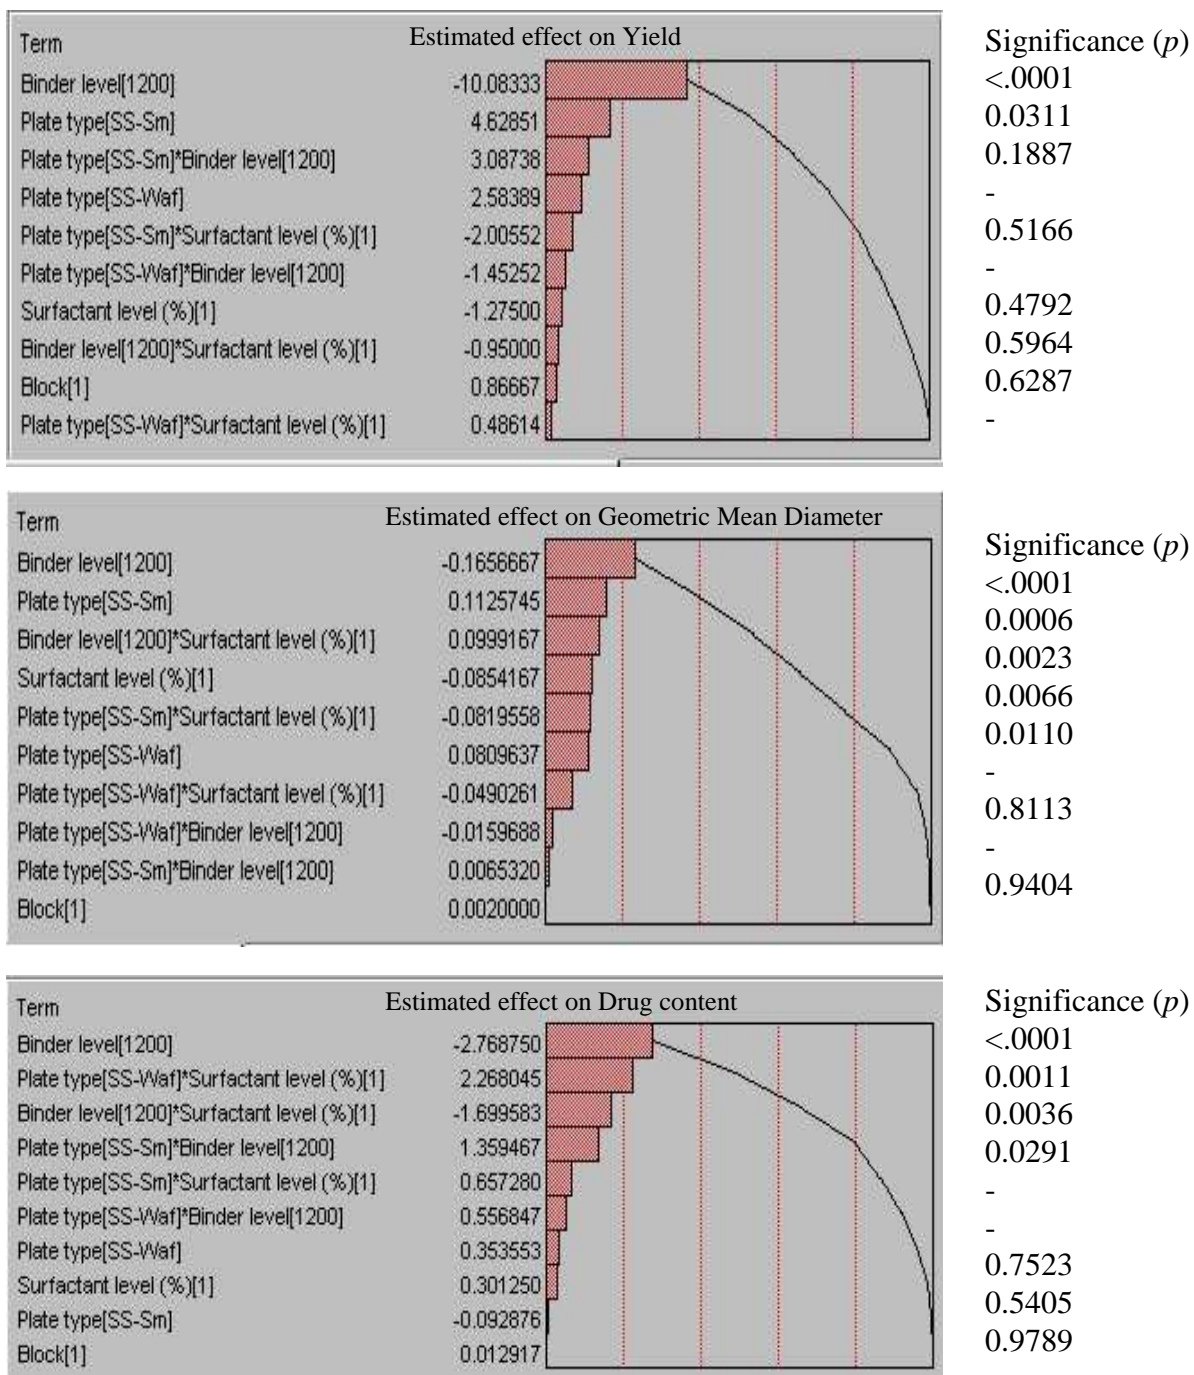 Term Estimated effect on Yield Significance (p)
Binder level[1200] -10.08333 <.0001
Plate type[SS-Sm] 4.62851 0.0311
Plate type[SS-Sm]*Binder level[1200] 3.08738 0.1887
Plate type[SS-Waf] 2.58389 -
Plate type[SS-Sm]*Surfactant level (%)[1] -2.00552 0.5166
Plate type[SS-Waf]*Binder level[1200] -1.45252 -
Surfactant level (%)[1] -1.27500 0.4792
Binder level[1200]*Surfactant level (%)[1] -0.95000 0.5964
Block[1] 0.86667 0.6287
Plate type[SS-Waf]*Surfactant level (%)[1] 0.48614 -
Term Estimated effect on Geometric Mean Diameter Significance (p)
Binder level[1200] -0.1656667 <.0001
Plate type[SS-Sm] 0.1125745 0.0006
Binder level[1200]*Surfactant level (%)[1] 0.0999167 0.0023
Surfactant level (%)[1] -0.0854167 0.0066
Plate type[SS-Sm]*Surfactant level (%)[1] -0.0819558 0.0110
Plate type[SS-Waf] 0.0809637 -
Plate type[SS-Waf]*Surfactant level (%)[1] -0.0490261 0.8113
Plate type[SS-Waf]*Binder level[1200] -0.0159688 -
Plate type[SS-Sm]*Binder level[1200] 0.0065320 0.9404
Block[1] 0.0020000
Term Estimated effect on Drug content Significance (p)
Binder level[1200] -2.768750 <.0001
Plate type[SS-Waf]*Surfactant level (%)[1] 2.268045 0.0011
Binder level[1200]*Surfactant level (%)[1] -1.699583 0.0036
Plate type[SS-Sm]*Binder level[1200] 1.359467 0.0291
Plate type[SS-Sm]*Surfactant level (%)[1] 0.657280 -
Plate type[SS-Waf]*Binder level[1200] 0.556847 -
Plate type[SS-Waf] 0.353553 0.7523
Surfactant level (%)[1] 0.301250 0.5405
Plate type[SS-Sm] -0.092876 0.9789
Block[1] 0.012917